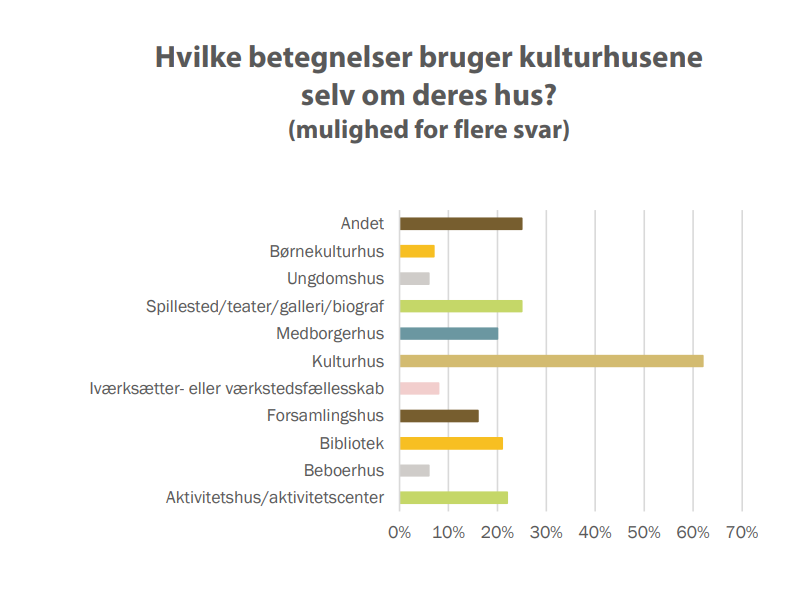 Hvilke betegnelser bruger kulturhusene
selv om deres hus?
(mulighed for flere svar)
Andet
Børnekulturhus
Ungdomshus
Spillested/teater/galleri/biograf
Medborgerhus
Kulturhus
Iværksætter- eller værkstedsfællesskab
Forsamlingshus
Bibliotek
Beboerhus
Aktivitetshus/aktivitetscenter
0% 10% 20% 30% 40% 50% 60% 70%